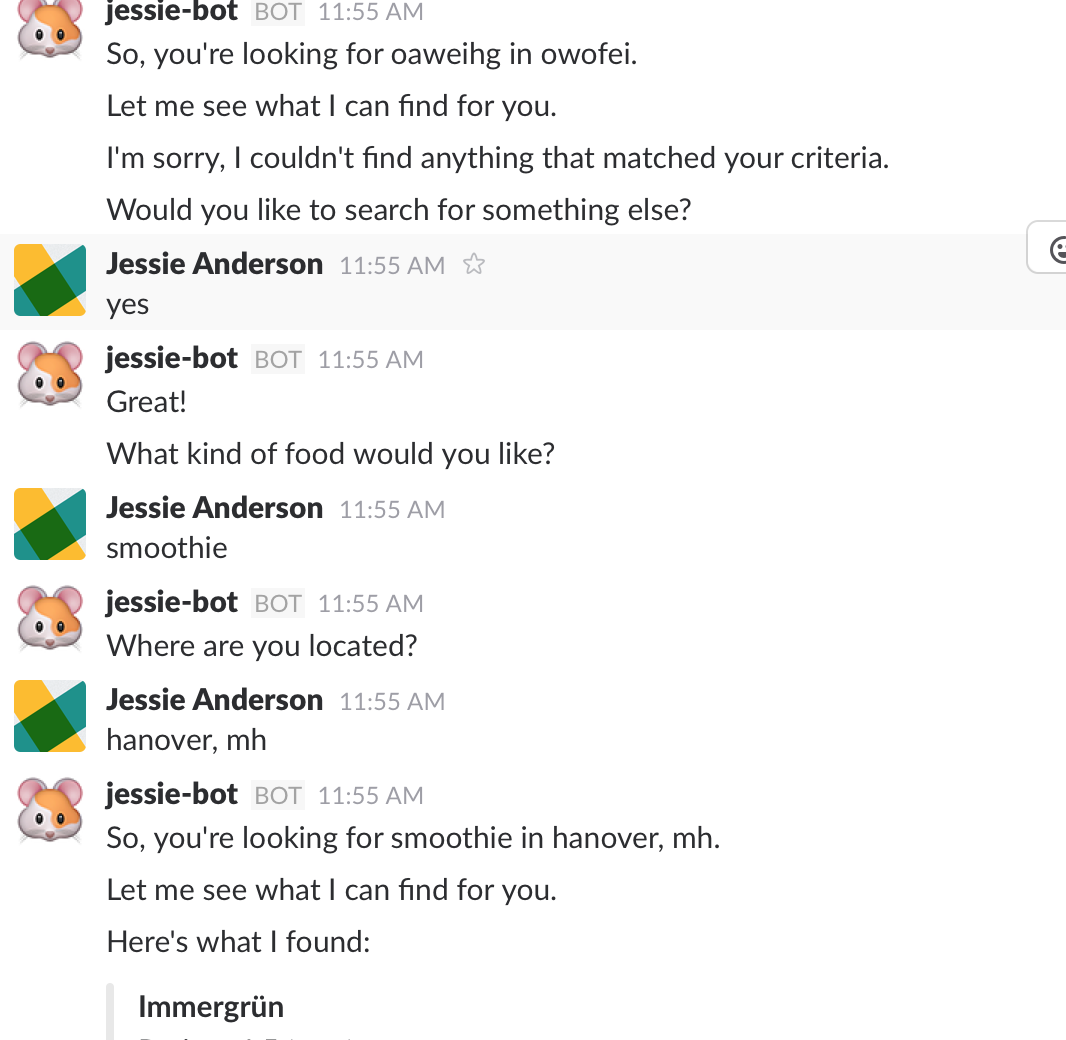 jessie-bot BOT 11:55 AM
So, you're looking for oaweihg in owofei.
Let me see what I can find for you.
I'm sorry, I couldn't find anything that matched your criteria.
Would you like to search for something else?
Jessie Anderson 11:55 AM
yes
jessie-bot BOT 11:55 AM
Great!
What kind of food would you like?
Jessie Anderson 11:55 AM
smoothie
jessie-bot BOT 11:55 AM
Where are you located?
Jessie Anderson 11:55 AM
hanover, mh
jessie-bot BOT 11:55 AM
So, you're looking for smoothie in hanover, mh.
Let me see what I can find for you.
Here's what I found:
Immergrün